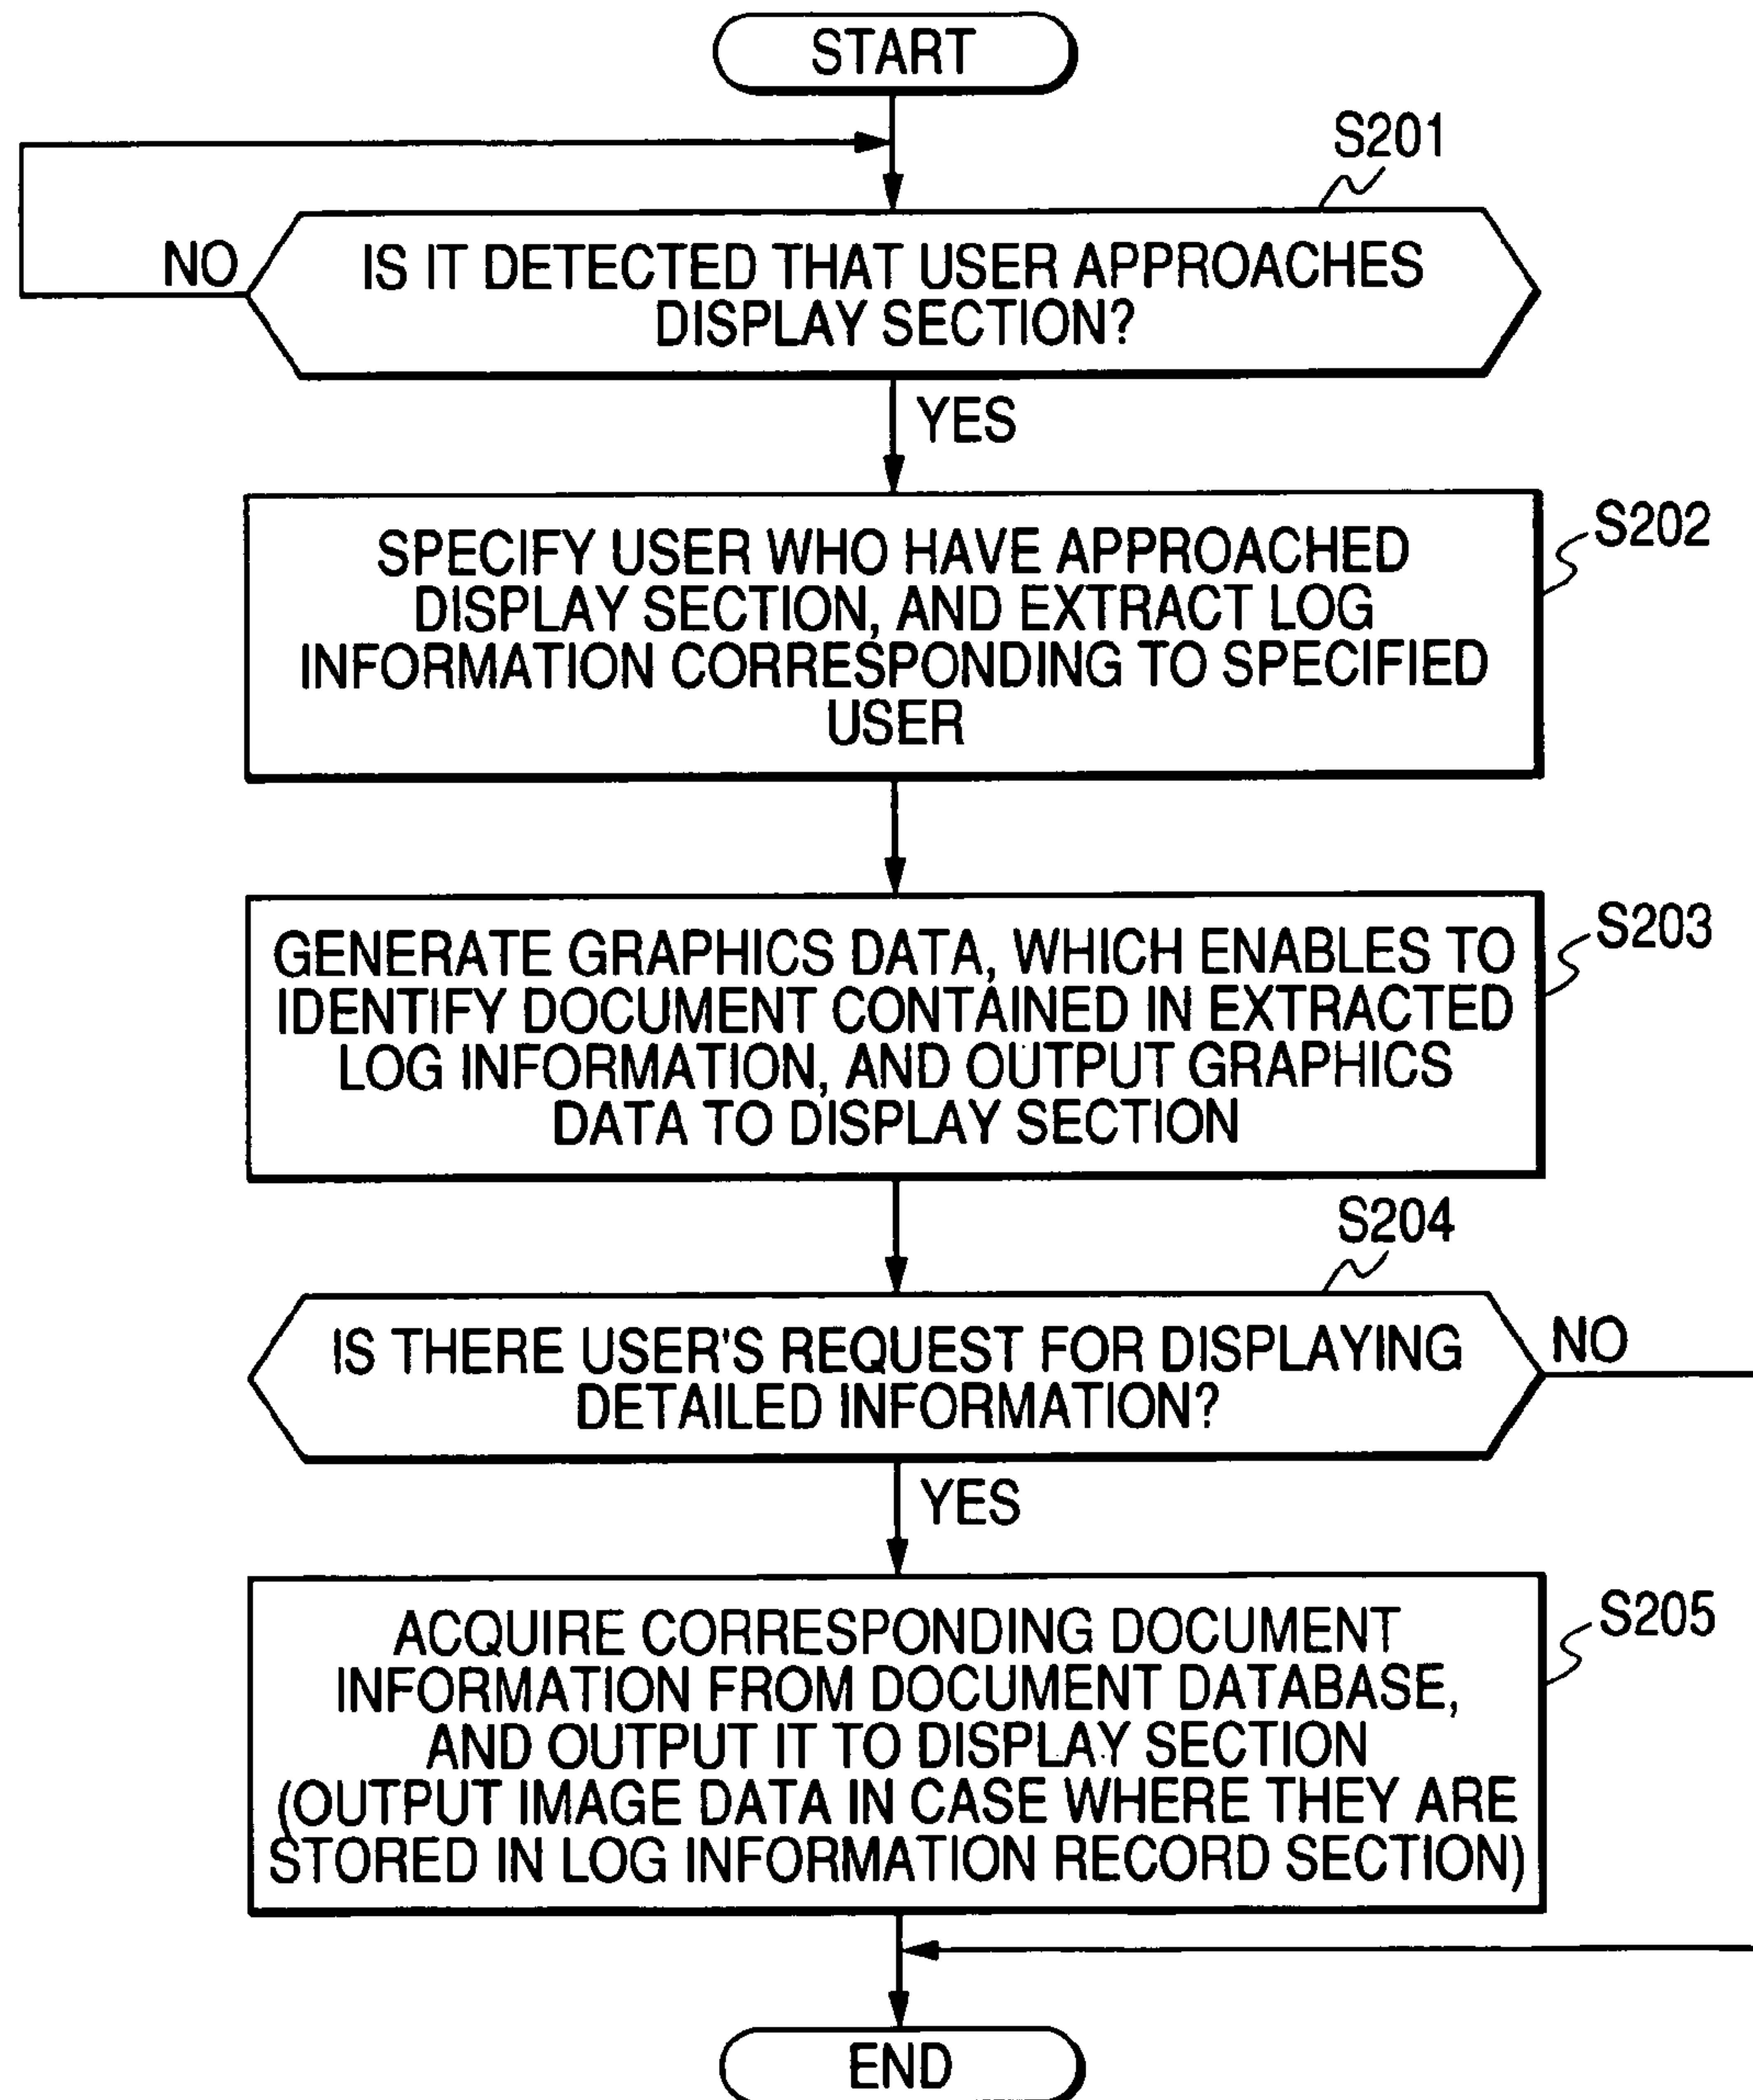 START
S201
NO
IS IT DETECTED THAT USER APPROACHES
DISPLAY SECTION?
YES
S202
SPECIFY USER WHO HAVE APPROACHED
DISPLAY SECTION, AND EXTRACT LOG
INFORMATION CORRESPONDING TO SPECIFIED
USER
S203
GENERATE GRAPHICS DATA, WHICH ENABLES TO
IDENTIFY DOCUMENT CONTAINED IN EXTRACTED
LOG INFORMATION, AND OUTPUT GRAPHICS
DATA TO DISPLAY SECTION
S204
IS THERE USER'S REQUEST FOR DISPLAYING
DETAILED INFORMATION?
NO
YES
S205
ACQUIRE CORRESPONDING DOCUMENT
INFORMATION FROM DOCUMENT DATABASE,
AND OUTPUT IT TO DISPLAY SECTION
(OUTPUT IMAGE DATA IN CASE WHERE THEY ARE
STORED IN LOG INFORMATION RECORD SECTION)
END